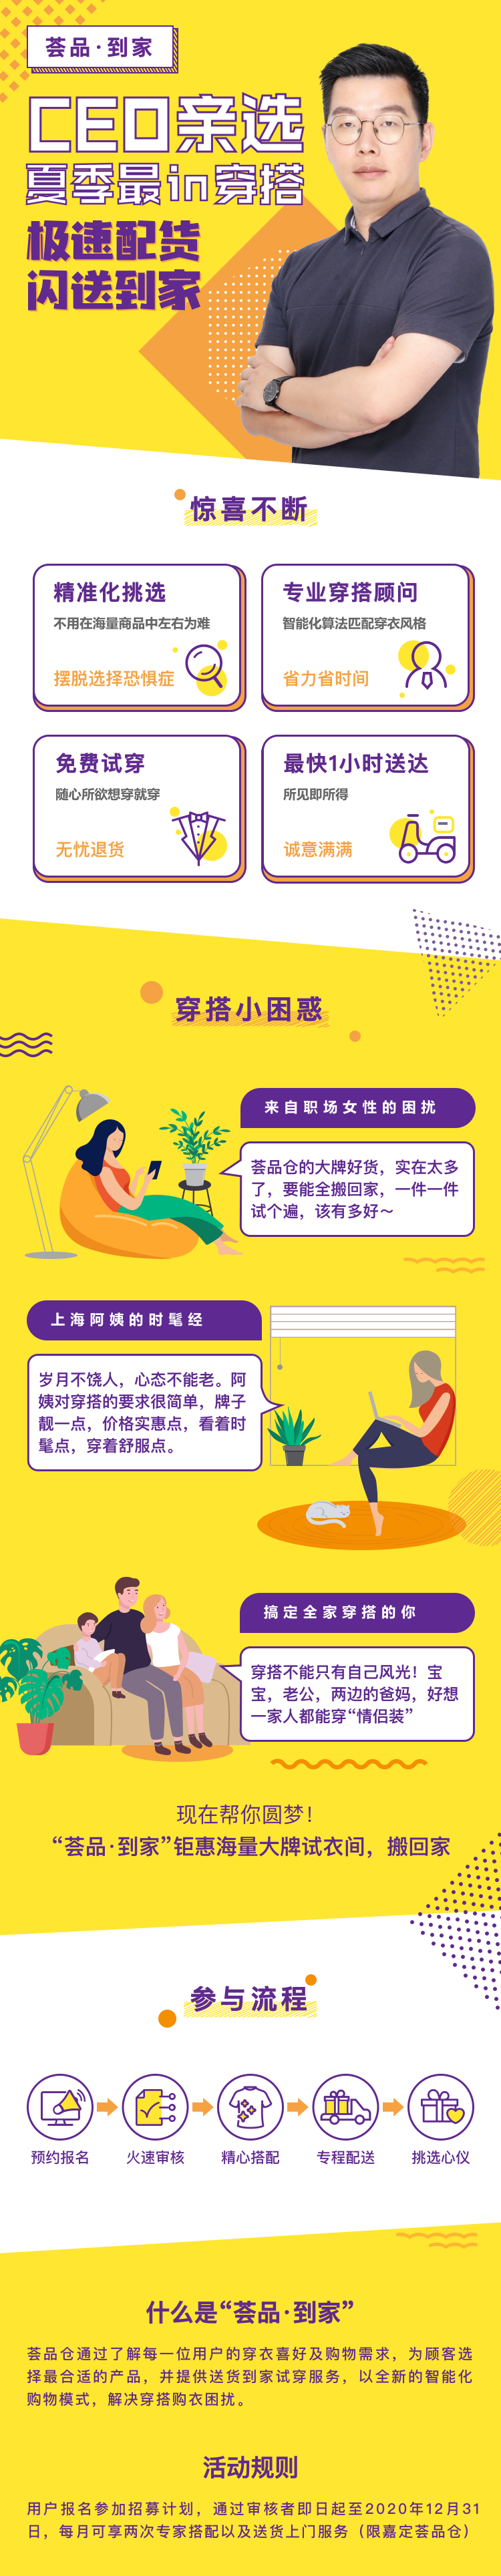 荟品·到家
CEO亲选
夏季最in穿搭
极速配货
闪送到家
惊喜不断
精准化挑选
不用在海量商品中左右为难
摆脱选择恐惧症
专业穿搭顾问
智能化算法匹配穿衣风格
省力省时间
免费试穿
随心所欲想穿就穿
无忧退货
最快1小时送达
所见即所得
诚意满满
穿搭小困惑
来自职场女性的困扰
荟品仓的大牌好货，实在太多
了，要能全搬回家，一件一件
试个遍，该有多好～
上海阿姨的时髦经
岁月不饶人，心态不能老。阿
姨对穿搭的要求很简单，牌子
靓一点，价格实惠点，看着时
髦点，穿着舒服点。
搞定全家穿搭的你
穿搭不能只有自己风光！宝
宝，老公，两边的爸妈，好想
一家人都能穿“情侣装”
现在帮你圆梦！
“荟品·到家”钜惠海量大牌试衣间，搬回家
参与流程
预约报名
火速审核
精心搭配
专程配送
挑选心仪
什么是“荟品·到家”
荟品仓通过了解每一位用户的穿衣喜好及购物需求，为顾客选
择最合适的产品，并提供送货到家试穿服务，以全新的智能化
购物模式，解决穿搭购衣困扰。
活动规则
用户报名参加招募计划，通过审核者即日起至2020年12月31
日，每月可享两次专家搭配以及送货上门服务（限嘉定荟品仓）